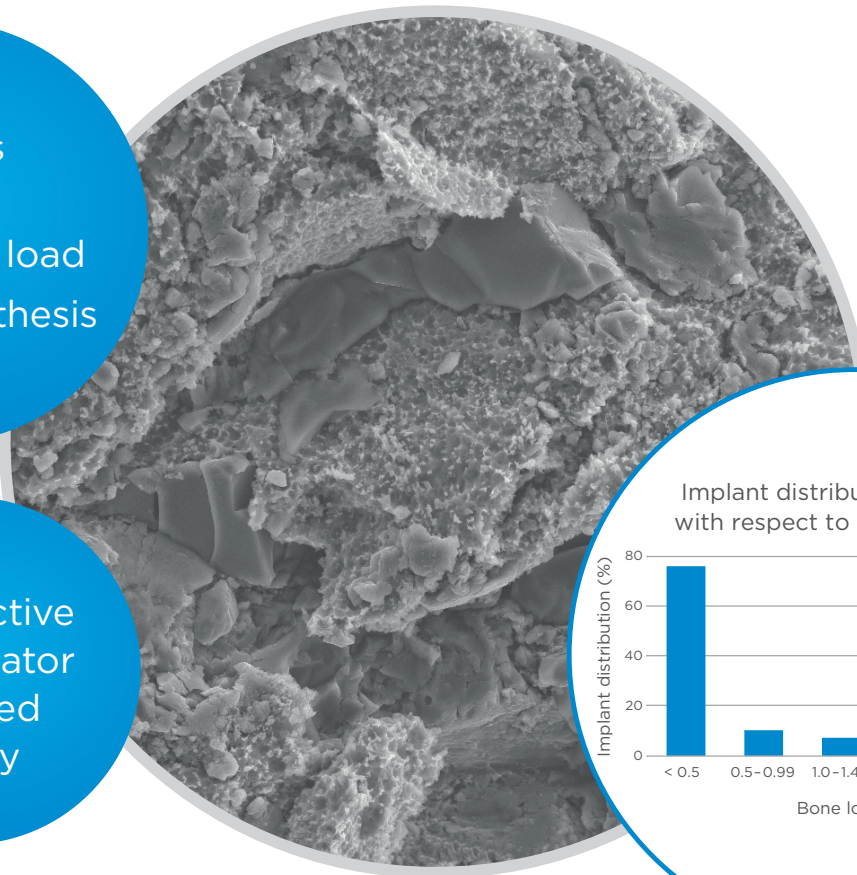 s
load
thesis
ctive
ator
ed
y
Implant distribu
with respect to
Implant distribution (%)
80
60
40
20
0
< 0.5
0.5–0.99
1.0–1.4
Bone lo